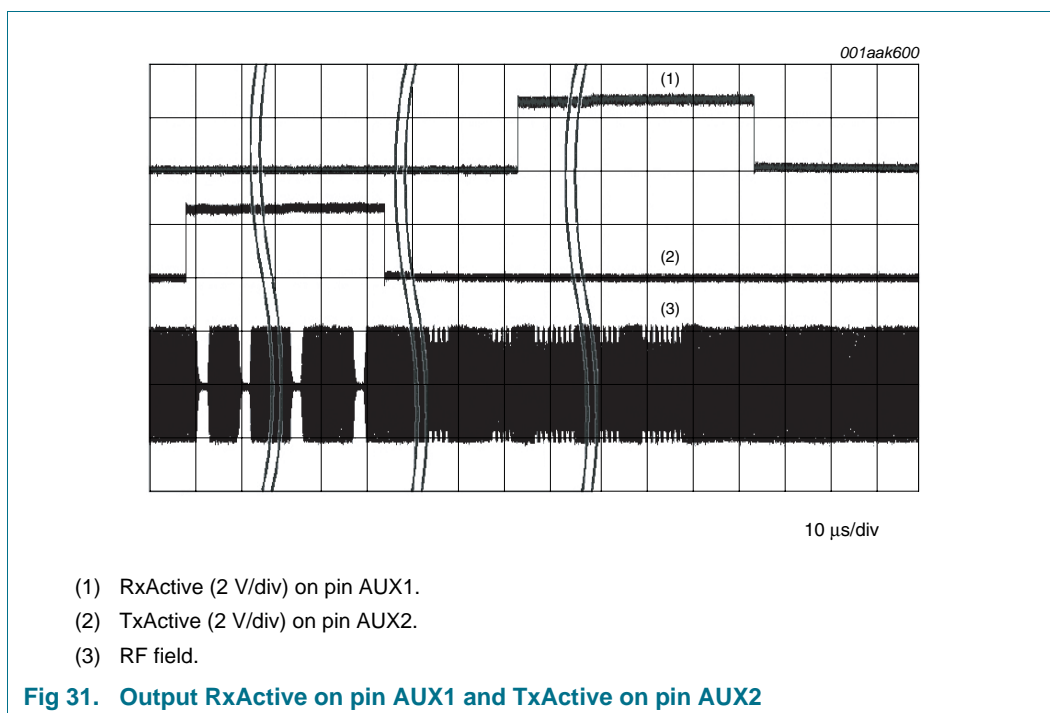 001aak600
(1)
(2)
(3)
10 μs/div
(1) RxActive (2 V/div) on pin AUX1.
(2) TxActive (2 V/div) on pin AUX2.
(3) RF field.
Fig 31. Output RxActive on pin AUX1 and TxActive on pin AUX2